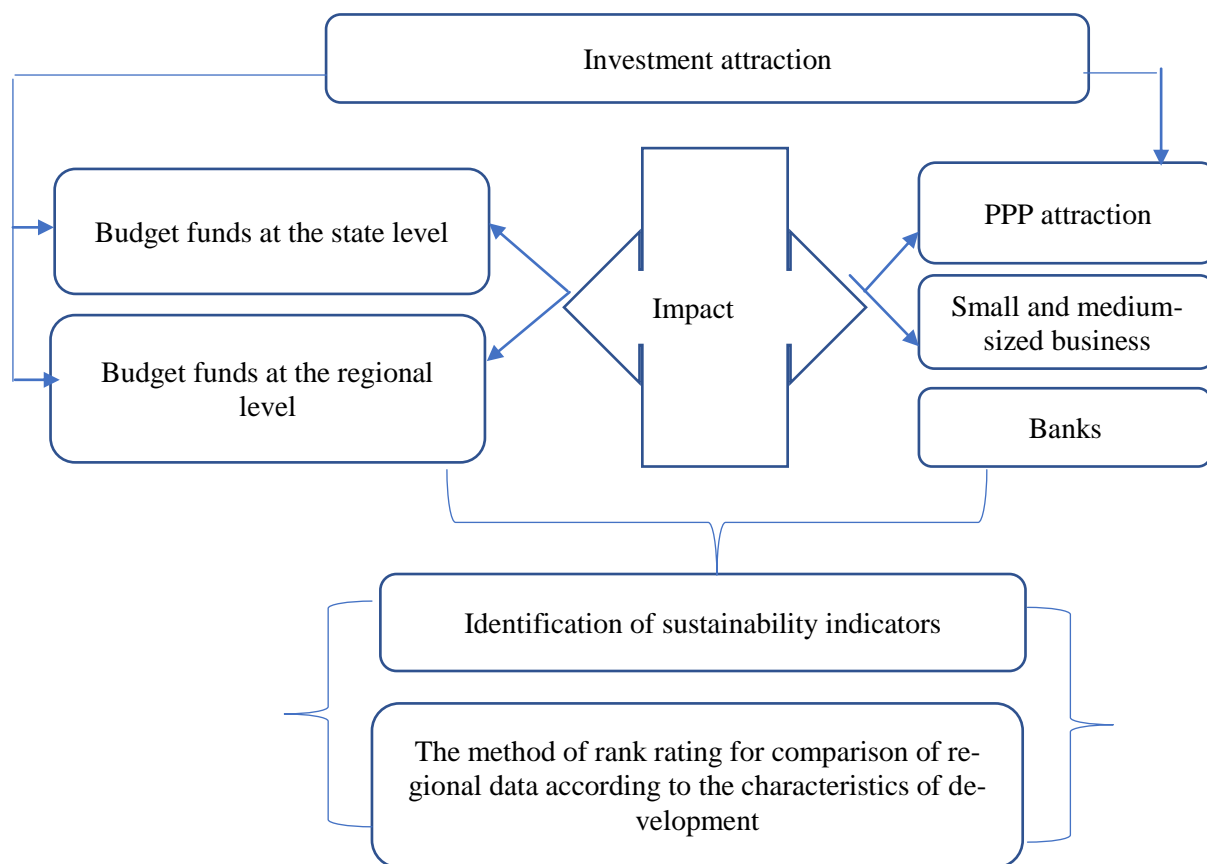 Investment attraction
Budget funds at the state level
Budget funds at the regional
level
Impact
PPP attraction
Small and medium-
sized business
Banks
Identification of sustainability indicators
The method of rank rating for comparison of re-
gional data according to the characteristics of de-
velopment